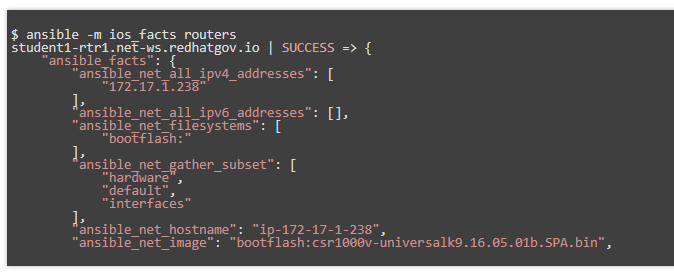 $ ansible -m ios_facts routers
student1-rtr1.net-ws.redhatgov.io | SUCCESS => {
    "ansible_facts": {
        "ansible_net_all_ipv4_addresses": [
            "172.17.1.238"
        ],
        "ansible_net_all_ipv6_addresses": [],
        "ansible_net_filesystems": [
            "bootflash:"
        ],
        "ansible_net_gather_subset": [
            "hardware",
            "default",
            "interfaces"
        ],
        "ansible_net_hostname": "ip-172-17-1-238",
        "ansible_net_image": "bootflash:csr1000v-universalk9.16.05.01b.SPA.bin",